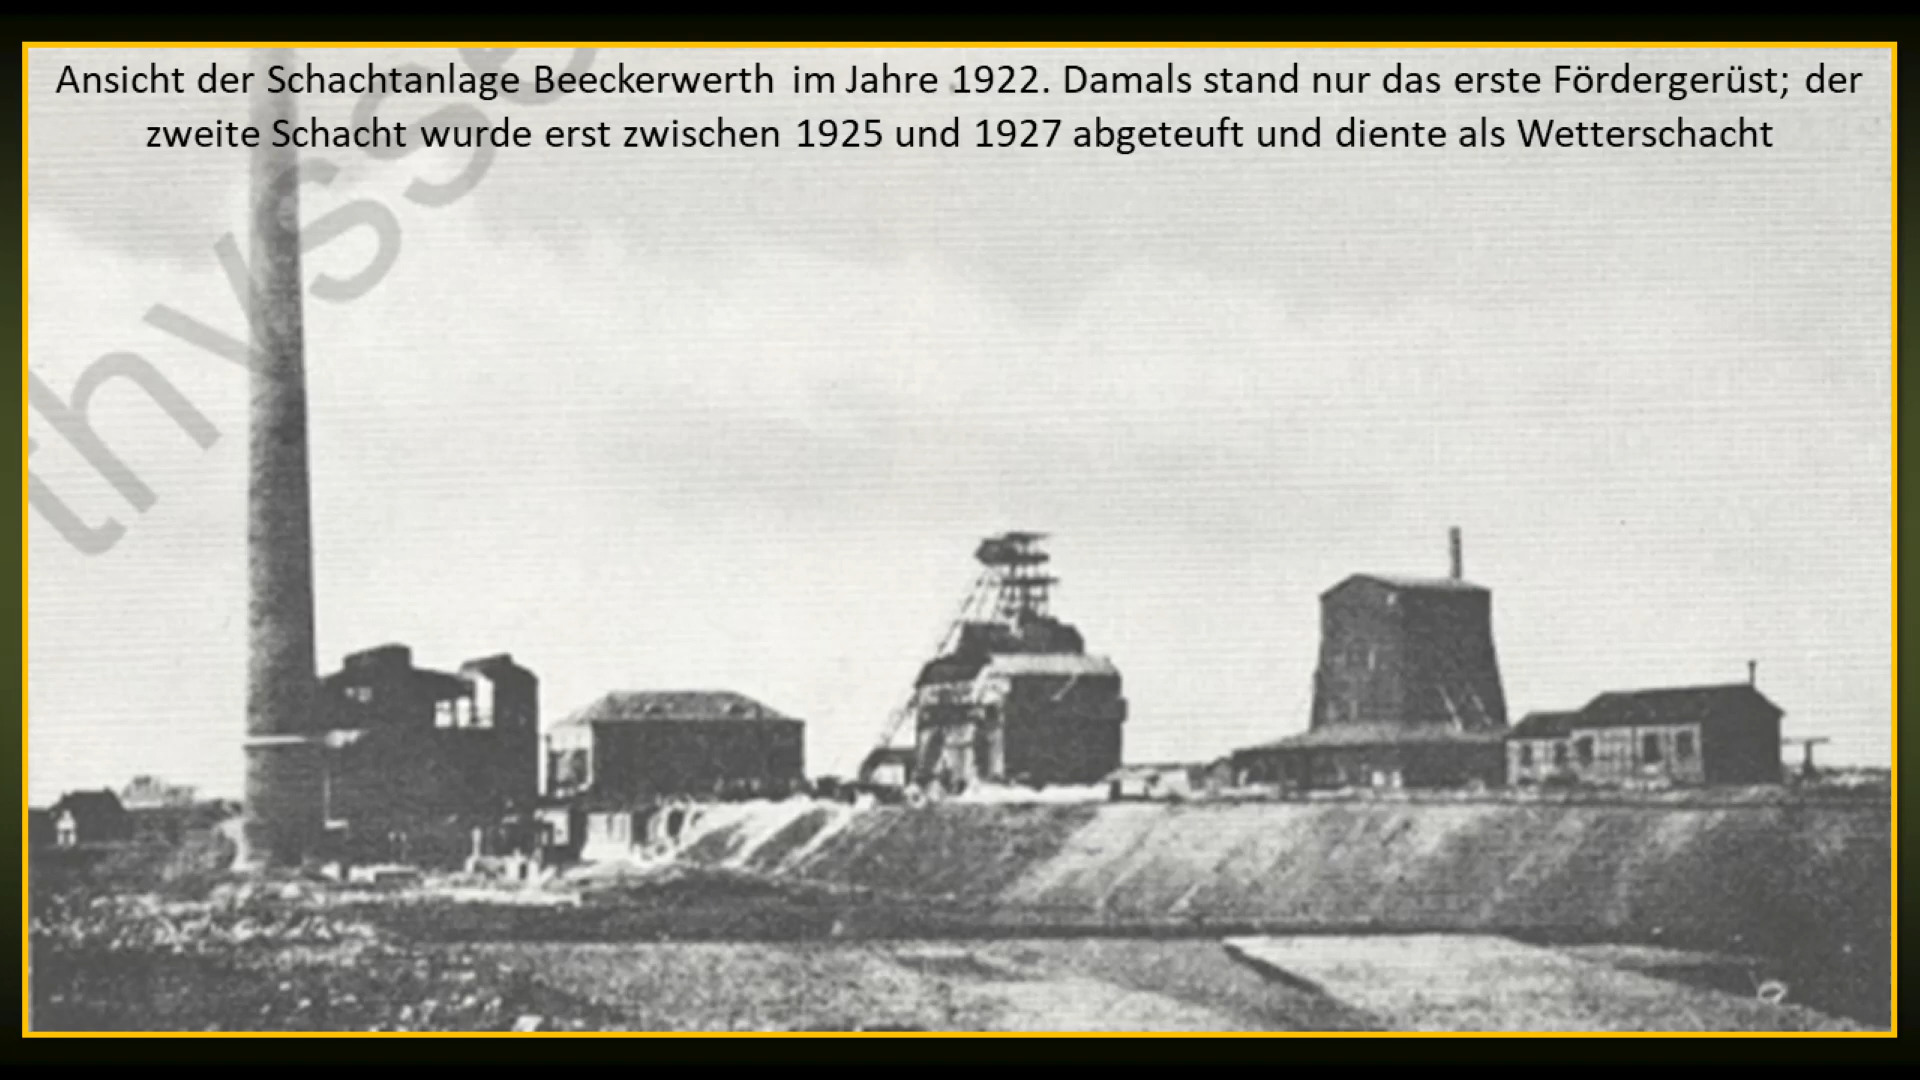 Ansicht der Schachtanlage Beeckerwerth im Jahre 1922. Damals stand nur das erste Fördergerüst; der
zweite Schacht wurde erst zwischen 1925 und 1927 abgeteuft und diente als Wetterschacht
thysse